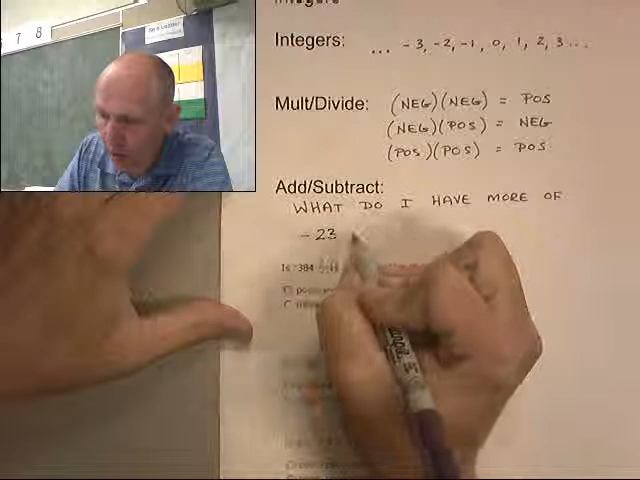 7 8
Integers
Integers: ... -3, -2, -1, 0, 1, 2, 3 ...
Mult/Divide: (NEG)(NEG) = POS
(NEG)(POS) = NEG
(POS)(POS) = POS
Add/Subtract:
WHAT DO I HAVE MORE OF
- 23